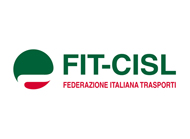 FIT-CISL
FEDERAZIONE ITALIANA TRASPORTI